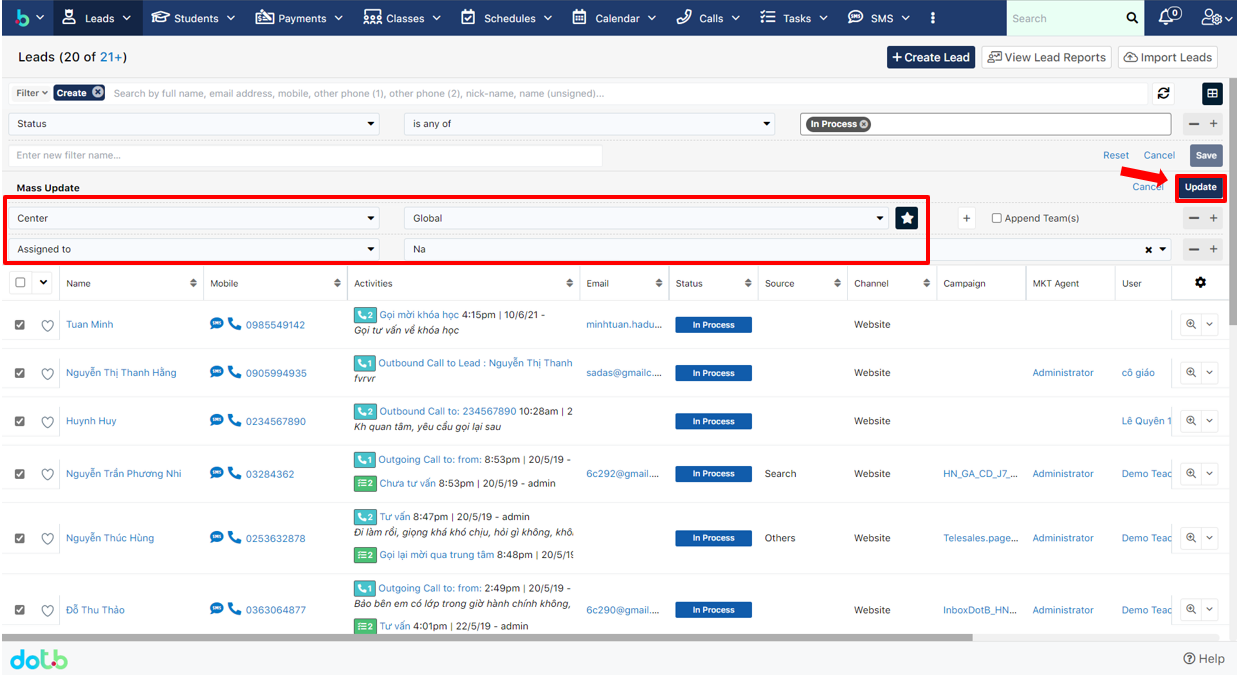 Leads Students Payments Classes Schedules Calendar Calls Tasks SMS Search 0
Leads (20 of 21+) + Create Lead View Lead Reports Import Leads
Filter Create Search by full name, email address, mobile, other phone (1), other phone (2), nick-name, name (unsigned)...
Status is any of In Process
Enter new filter name... Reset Cancel Save
Mass Update Cancel Update
Center Global + Append Team(s)
Assigned to Na
Name Mobile Activities Email Status Source Channel Campaign MKT Agent User
Tuan Minh SMS 0985549142 2 Gọi mời khóa học 4:15pm | 10/6/21 - minhtuan.hadu... In Process Website
Gọi tư vấn về khóa học
Nguyễn Thị Thanh Hằng SMS 0905994935 1 Outbound Call to Lead : Nguyễn Thị Thanh sadas@gmailc.... In Process Website Administrator cô giáo
fvrvr
Huynh Huy SMS 0234567890 2 Outbound Call to: 234567890 10:28am | 2 In Process Website Lê Quyên 1
Kh quan tâm, yêu cầu gọi lại sau
Nguyễn Trần Phương Nhi SMS 03284362 1 Outgoing Call to: from: 8:53pm | 20/5/19 - 6c292@gmail.... In Process Search Website HN_GA_CD_J7_... Administrator Demo Teac
2 Chưa tư vấn 8:53pm | 20/5/19 - admin
Nguyễn Thúc Hùng SMS 0253632878 2 Tư vấn 8:47pm | 20/5/19 - admin In Process Others Website Telesales.page... Administrator Demo Teac
Đi làm rồi, giọng khá khó chịu, hỏi gì không, khô
2 Gọi lại mời qua trung tâm 8:48pm | 20/5/19
Đỗ Thu Thảo SMS 0363064877 1 Outgoing Call to: from: 2:49pm | 20/5/19 - 6c290@gmail.... In Process Website InboxDotB_HN... Administrator Demo Teac
Bảo bên em có lớp trong giờ hành chính không,
2 Tư vấn 4:01pm | 22/5/19 - admin
dotb Help